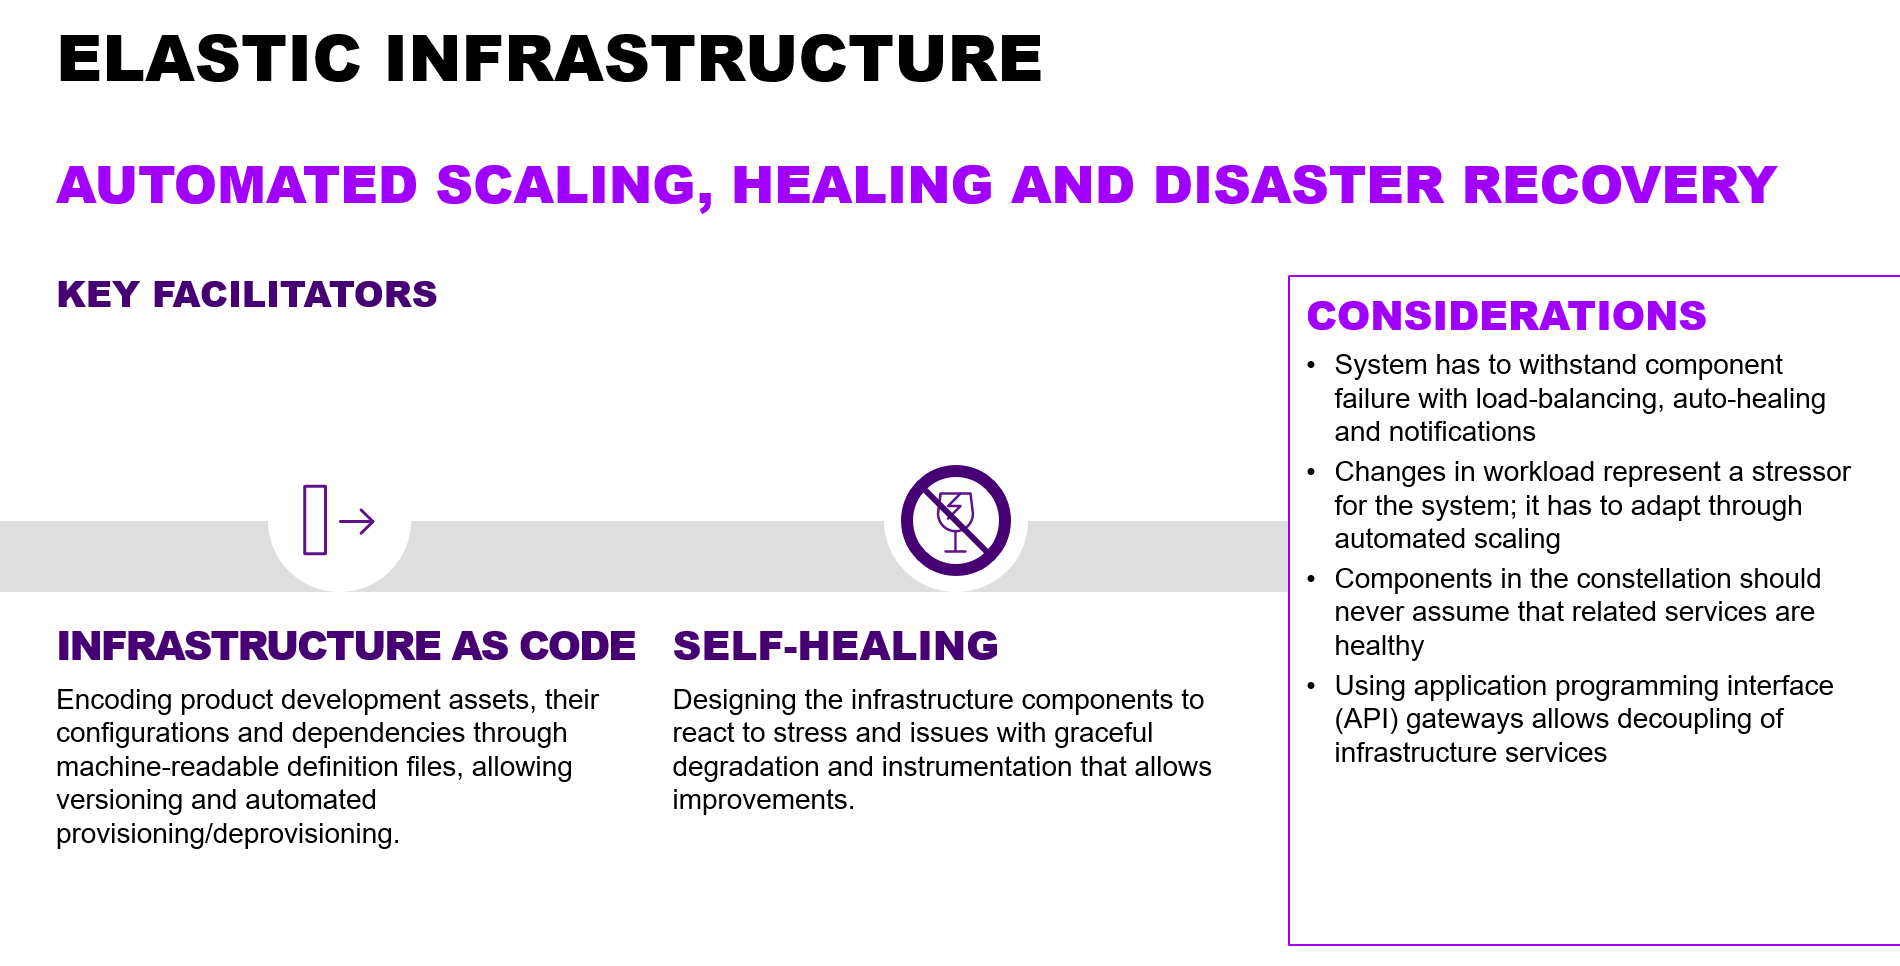 ELASTIC INFRASTRUCTURE
AUTOMATED SCALING, HEALING AND DISASTER RECOVERY
KEY FACILITATORS
INFRASTRUCTURE AS CODE
Encoding product development assets, their
configurations and dependencies through
machine-readable definition files, allowing
versioning and automated
provisioning/deprovisioning.
SELF-HEALING
Designing the infrastructure components to
react to stress and issues with graceful
degradation and instrumentation that allows
improvements.
CONSIDERATIONS
• System has to withstand component
failure with load-balancing, auto-healing
and notifications
• Changes in workload represent a stressor
for the system; it has to adapt through
automated scaling
• Components in the constellation should
never assume that related services are
healthy
• Using application programming interface
(API) gateways allows decoupling of
infrastructure services